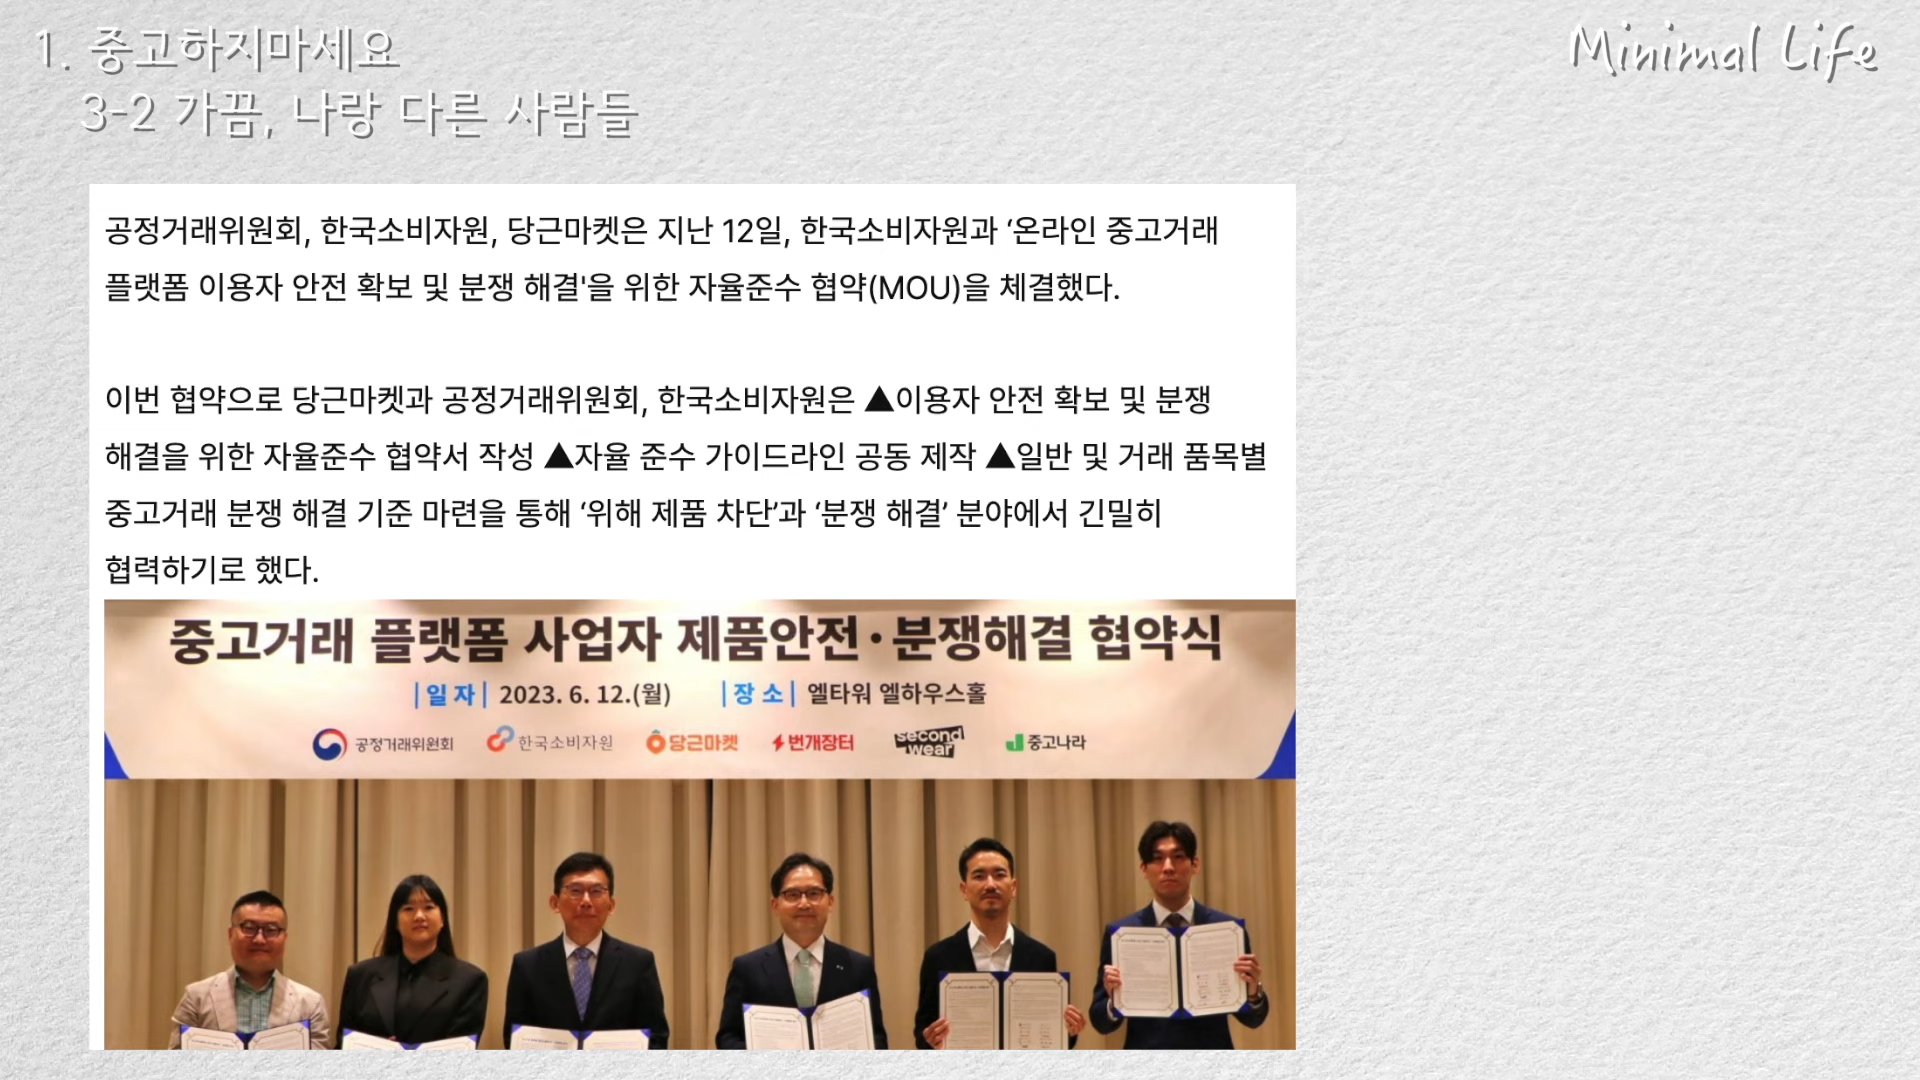 1. 중고하지마세요
3-2 가끔, 나랑 다른 사람들
Minimal Life
공정거래위원회, 한국소비자원, 당근마켓은 지난 12일, 한국소비자원과 ‘온라인 중고거래
플랫폼 이용자 안전 확보 및 분쟁 해결'을 위한 자율준수 협약(MOU)을 체결했다.
이번 협약으로 당근마켓과 공정거래위원회, 한국소비자원은 ▲이용자 안전 확보 및 분쟁
해결을 위한 자율준수 협약서 작성 ▲자율 준수 가이드라인 공동 제작 ▲일반 및 거래 품목별
중고거래 분쟁 해결 기준 마련을 통해 ‘위해 제품 차단’과 ‘분쟁 해결’ 분야에서 긴밀히
협력하기로 했다.
중고거래 플랫폼 사업자 제품안전·분쟁해결 협약식
|일 자| 2023. 6. 12.(월) |장 소| 엘타워 엘하우스홀
공정거래위원회 한국소비자원 당근마켓 번개장터 second wear 중고나라